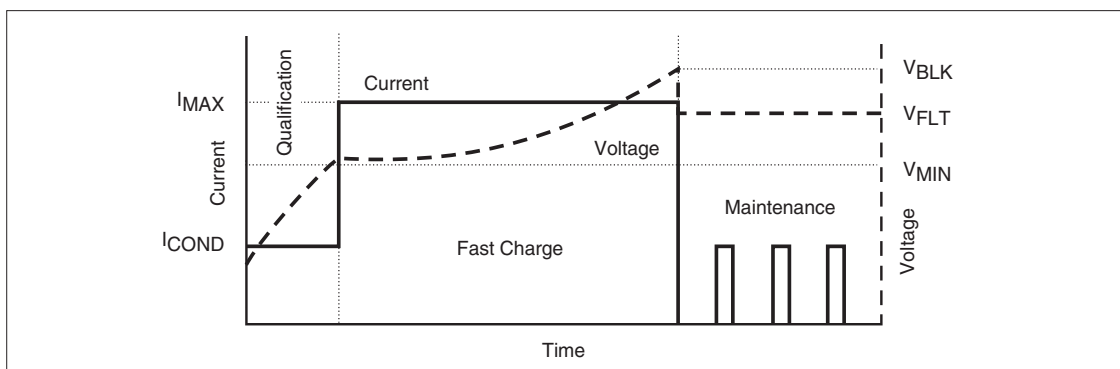 Qualification
Current
I_MAX
Voltage
Current
I_COND
Fast Charge
Maintenance
V_BLK
V_FLT
V_MIN
Voltage
Time